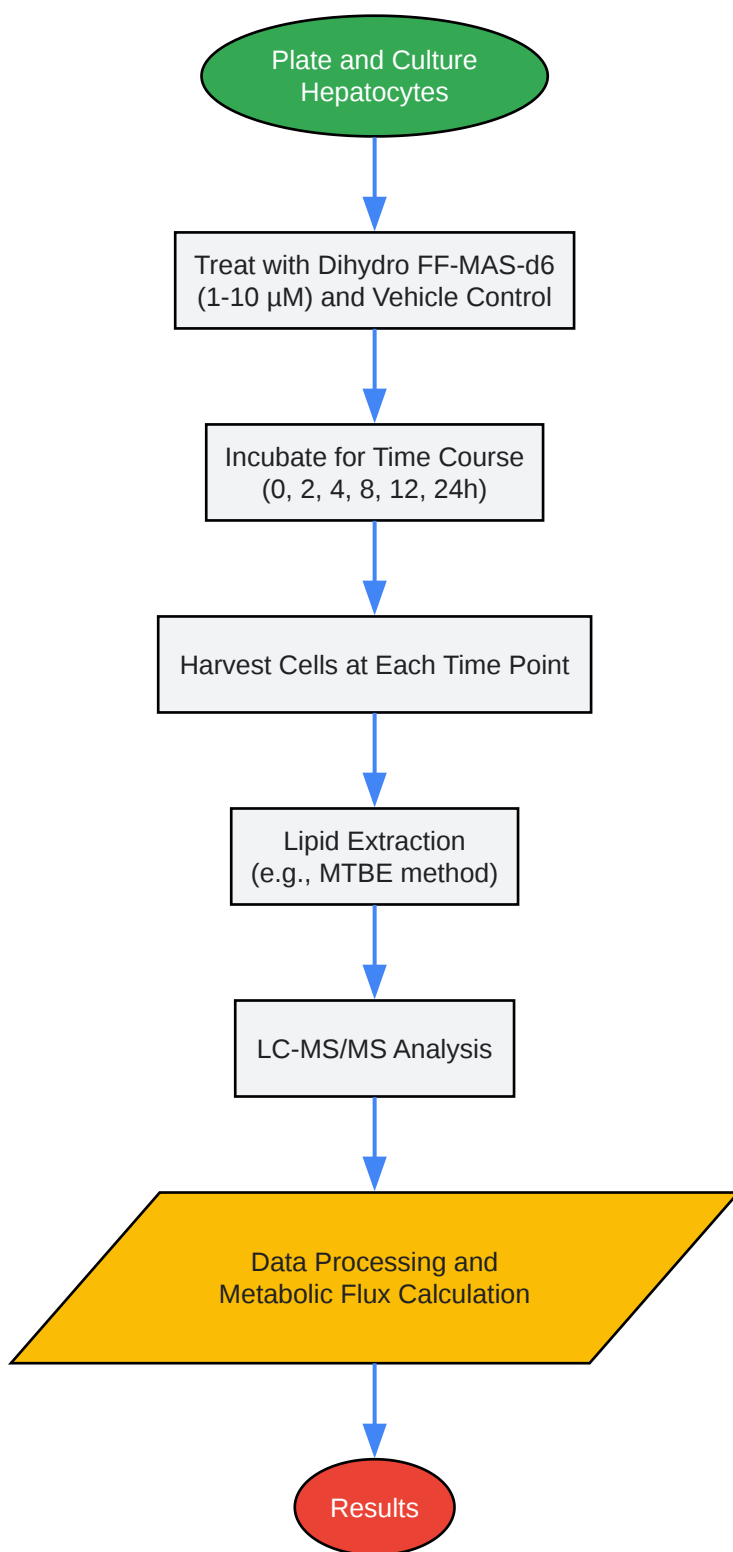 Plate and Culture
Hepatocytes
Treat with Dihydro FF-MAS-d6
(1-10 µM) and Vehicle Control
Incubate for Time Course
(0, 2, 4, 8, 12, 24h)
Harvest Cells at Each Time Point
Lipid Extraction
(e.g., MTBE method)
LC-MS/MS Analysis
Data Processing and
Metabolic Flux Calculation
Results